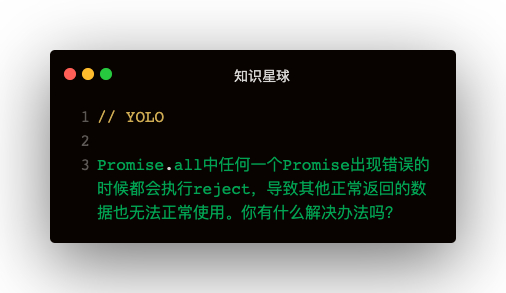 知识星球
1 // YOLO
2
3 Promise.all中任何一个Promise出现错误的
时候都会执行reject，导致其他正常返回的数
据也无法正常使用。你有什么解决办法吗？